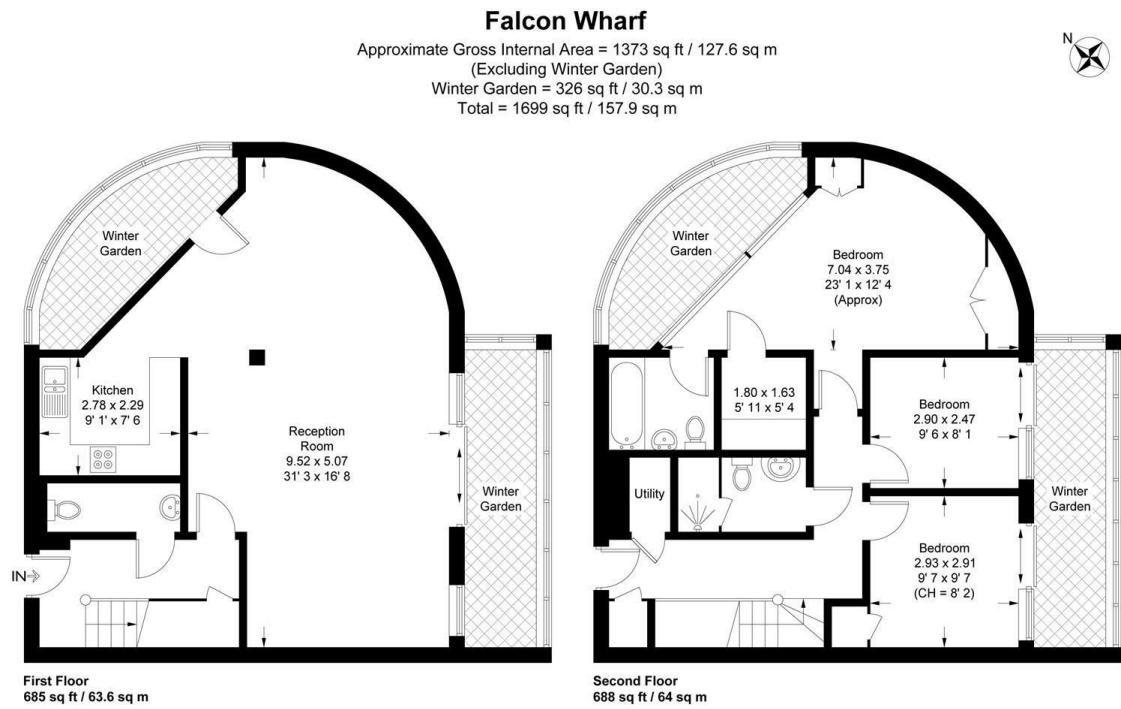 Falcon Wharf
Approximate Gross Internal Area = 1373 sq ft / 127.6 sq m
(Excluding Winter Garden)
Winter Garden = 326 sq ft / 30.3 sq m
Total = 1699 sq ft / 157.9 sq m
N
Winter
Garden
Kitchen
2.78 x 2.29
9' 1' x 7' 6
Reception
Room
9.52 x 5.07
31' 3 x 16' 8
Winter
Garden
IN
First Floor
685 sq ft / 63.6 sq m
Winter
Garden
Bedroom
7.04 x 3.75
23' 1 x 12' 4
(Approx)
1.80 x 1.63
5' 11 x 5' 4
Bedroom
2.90 x 2.47
9' 6 x 8' 1
Utility
Winter
Garden
Bedroom
2.93 x 2.91
9' 7 x 9' 7
(CH = 8' 2)
Second Floor
688 sq ft / 64 sq m